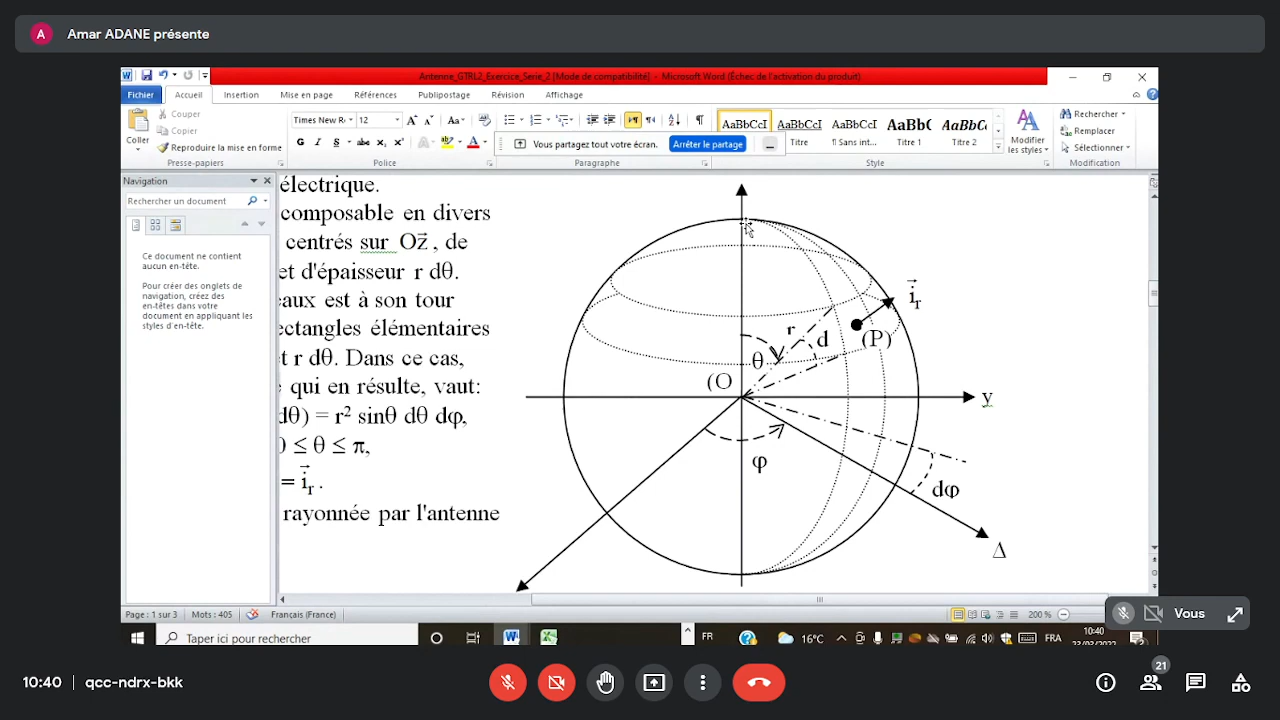 A Amar ADANE présente
Antenne_GTRL2_Exercice_Serie_2 [Mode de compatibilité] - Microsoft Word (Échec de l'activation du produit)
Fichier Accueil Insertion Mise en page Références Publipostage Révision Affichage
Coller
Couper
Copier
Reproduire la mise en forme
Presse-papiers
Times New R 12
G I S abc x₂ x²
Police
Vous partagez tout votre écran. Arrêter le partage
Paragraphe
AaBbCcI AaBbCcI AaBbCcI AaBb( AaBbC
Titre ¶ Sans int... Titre 1 Titre 2
Style
Modifier les styles
Rechercher
Remplacer
Sélectionner
Modification
Navigation
Rechercher un document
Ce document ne contient
aucun en-tête.
Pour créer des onglets de
navigation, créez des
en-têtes dans votre
document en appliquant les
styles d'en-tête.
électrique.
composable en divers
centrés sur Oz⃗, de
et d'épaisseur r dθ.
eaux est à son tour
ectangles élémentaires
t r dθ. Dans ce cas,
qui en résulte, vaut:
dθ) = r² sinθ dθ dφ,
≤ θ ≤ π,
= i⃗r .
rayonnée par l'antenne
i⃗r
r
d
(P)
θ
(O
y
φ
dφ
Δ
Page : 1 sur 3 Mots : 405 Français (France) 200 %
Vous
Taper ici pour rechercher
FR
16°C
FRA
10:40
10:40 | qcc-ndrx-bkk
21